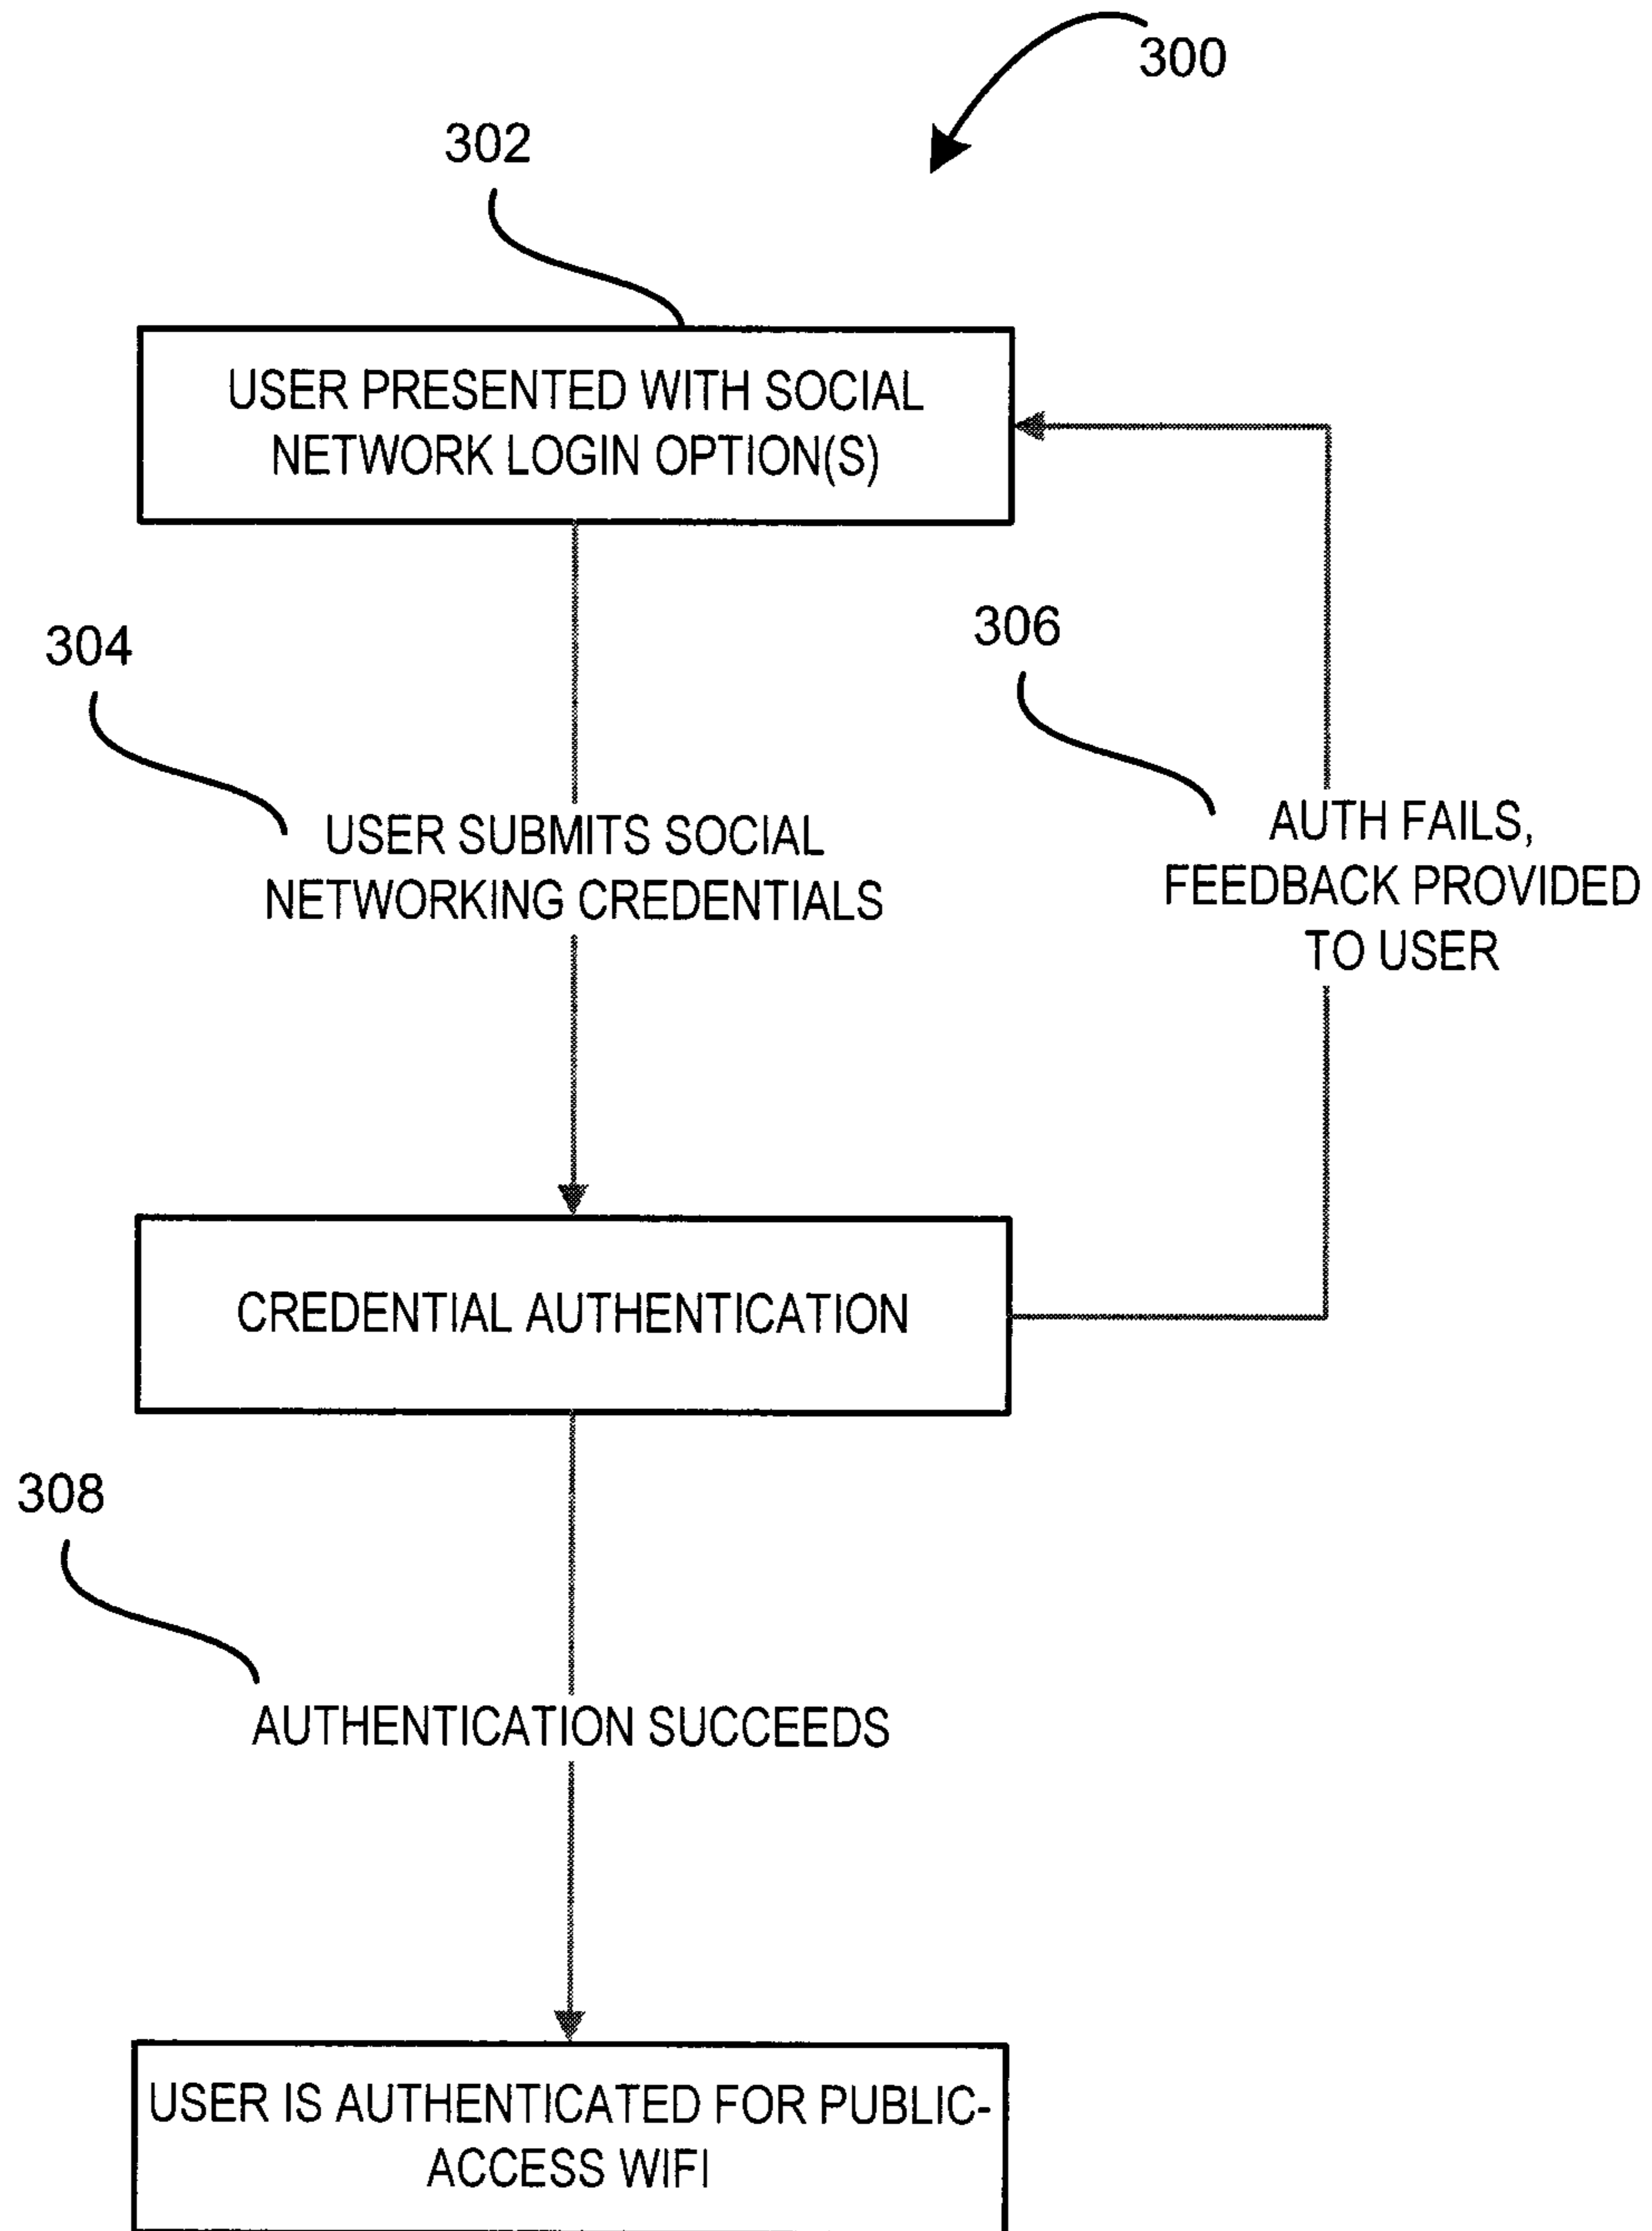 300
302
USER PRESENTED WITH SOCIAL
NETWORK LOGIN OPTION(S)
304
306
USER SUBMITS SOCIAL
NETWORKING CREDENTIALS
AUTH FAILS,
FEEDBACK PROVIDED
TO USER
CREDENTIAL AUTHENTICATION
308
AUTHENTICATION SUCCEEDS
USER IS AUTHENTICATED FOR PUBLIC-
ACCESS WIFI